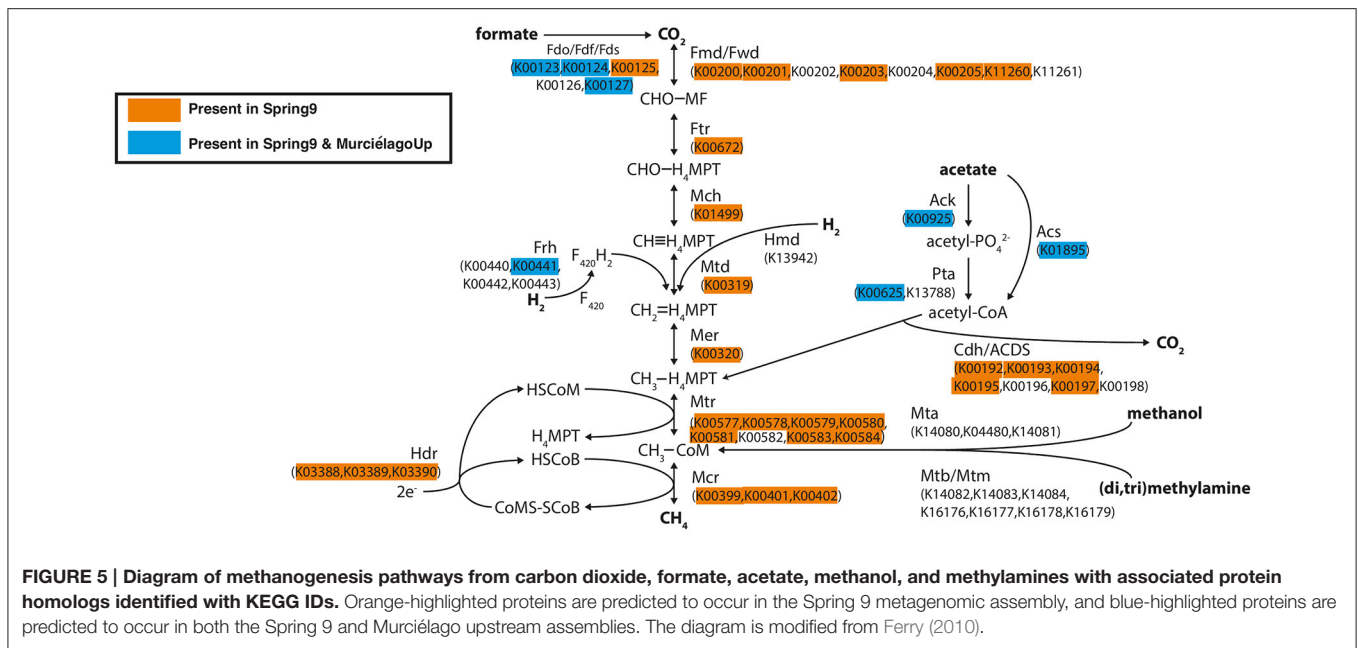 formate
CO2
Fdo/Fdf/Fds
(K00123,K00124,K00125,
K00126,K00127)
Fmd/Fwd
(K00200,K00201,K00202,K00203,K00204,K00205,K11260,K11261)
Present in Spring9
Present in Spring9 & MurciélagoUp
CHO—MF
Ftr
(K00672)
CHO—H4MPT
Mch
(K01499)
CH≡H4MPT
H2
Hmd
(K13942)
Frh
(K00440,K00441,
K00442,K00443)
H2
F420H2
F420
Mtd
(K00319)
CH2=H4MPT
Mer
(K00320)
CH3—H4MPT
acetate
Ack
(K00925)
Acs
(K01895)
acetyl-PO4 2-
Pta
(K00625,K13788)
acetyl-CoA
CO2
Cdh/ACDS
(K00192,K00193,K00194,
K00195,K00196,K00197,K00198)
HSCoM
Mtr
(K00577,K00578,K00579,K00580,
K00581,K00582,K00583,K00584)
H4MPT
Mta
(K14080,K04480,K14081)
methanol
CH3—CoM
Hdr
(K03388,K03389,K03390)
2e-
HSCoB
CoMS-SCoB
Mcr
(K00399,K00401,K00402)
CH4
Mtb/Mtm
(K14082,K14083,K14084,
K16176,K16177,K16178,K16179)
(di,tri)methylamine
FIGURE 5 | Diagram of methanogenesis pathways from carbon dioxide, formate, acetate, methanol, and methylamines with associated protein
homologs identified with KEGG IDs. Orange-highlighted proteins are predicted to occur in the Spring 9 metagenomic assembly, and blue-highlighted proteins are
predicted to occur in both the Spring 9 and Murciélago upstream assemblies. The diagram is modified from Ferry (2010).